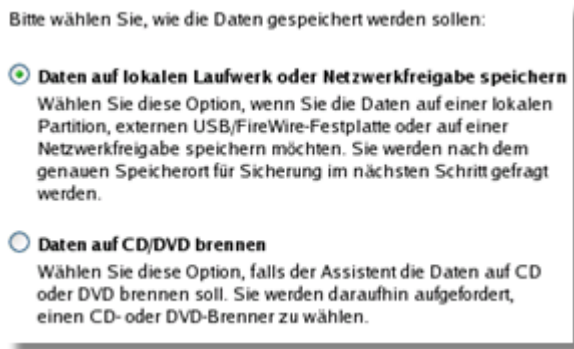 Bitte wählen Sie, wie die Daten gespeichert werden sollen:
Daten auf lokalen Laufwerk oder Netzwerkfreigabe speichern
Wählen Sie diese Option, wenn Sie die Daten auf einer lokalen
Partition, externen USB/FireWire-Festplatte oder auf einer
Netzwerkfreigabe speichern möchten. Sie werden nach dem
genauen Speicherort für Sicherung im nächsten Schritt gefragt
werden.
Daten auf CD/DVD brennen
Wählen Sie diese Option, falls der Assistent die Daten auf CD
oder DVD brennen soll. Sie werden daraufhin aufgefordert,
einen CD- oder DVD-Brenner zu wählen.